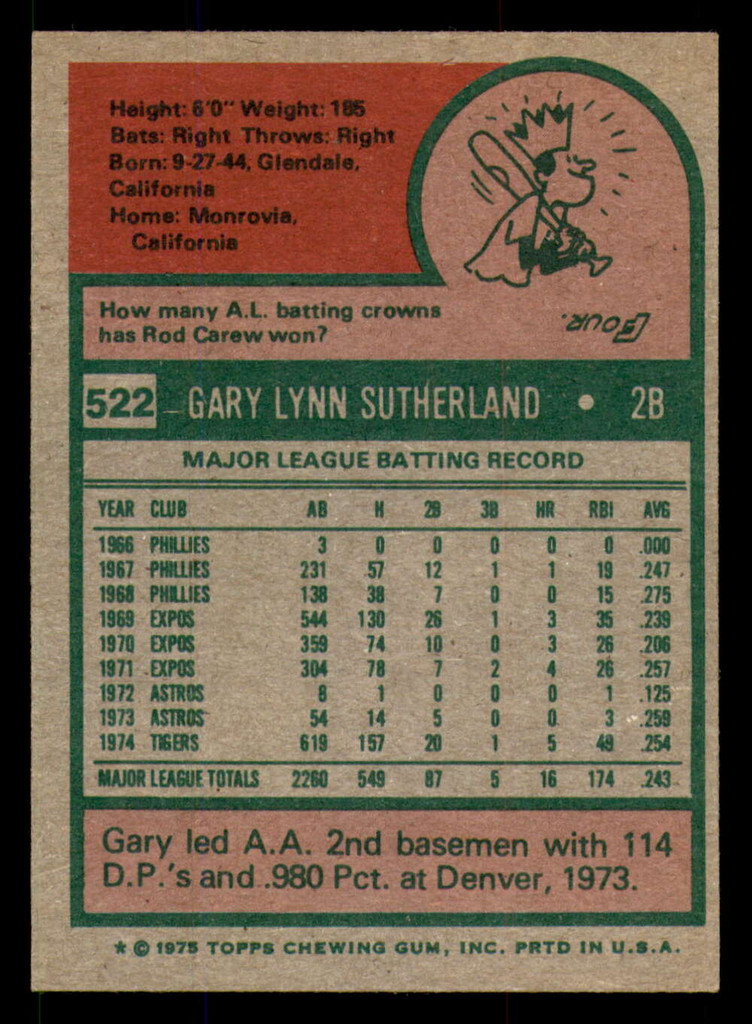 Height: 6'0" Weight: 185
Bats: Right Throws: Right
Born: 9-27-44, Glendale,
California
Home: Monrovia,
California
How many A.L. batting crowns
has Rod Carew won?
FOUR.
522 GARY LYNN SUTHERLAND • 2B
MAJOR LEAGUE BATTING RECORD
YEAR CLUB AB H 2B 3B HR RBI AVG
1966 PHILLIES 3 0 0 0 0 0 .000
1967 PHILLIES 231 57 12 1 1 19 .247
1968 PHILLIES 138 38 7 0 0 15 .275
1969 EXPOS 544 130 26 1 3 35 .239
1970 EXPOS 359 74 10 0 3 26 .206
1971 EXPOS 304 78 7 2 4 26 .257
1972 ASTROS 8 1 0 0 0 1 .125
1973 ASTROS 54 14 5 0 0 3 .259
1974 TIGERS 619 157 20 1 5 49 .254
MAJOR LEAGUE TOTALS 2260 549 87 5 16 174 .243
Gary led A.A. 2nd basemen with 114
D.P.'s and .980 Pct. at Denver, 1973.
* © 1975 TOPPS CHEWING GUM, INC. PRTD IN U.S.A.